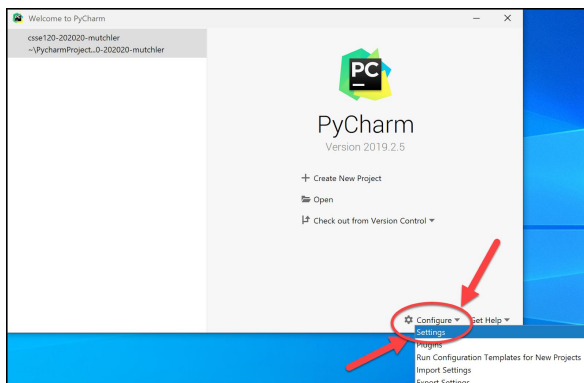 Welcome to PyCharm
csse120-202020-mutchler
~\PycharmProject...0-202020-mutchler
PC
PyCharm
Version 2019.2.5
Create New Project
Open
Check out from Version Control
Configure
Get Help
Settings
Plugins
Run Configuration Templates for New Projects
Import Settings
Export Settings